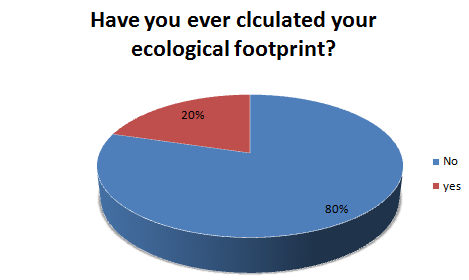 Have you ever clculated your
ecological footprint?
20%
No
yes
80%